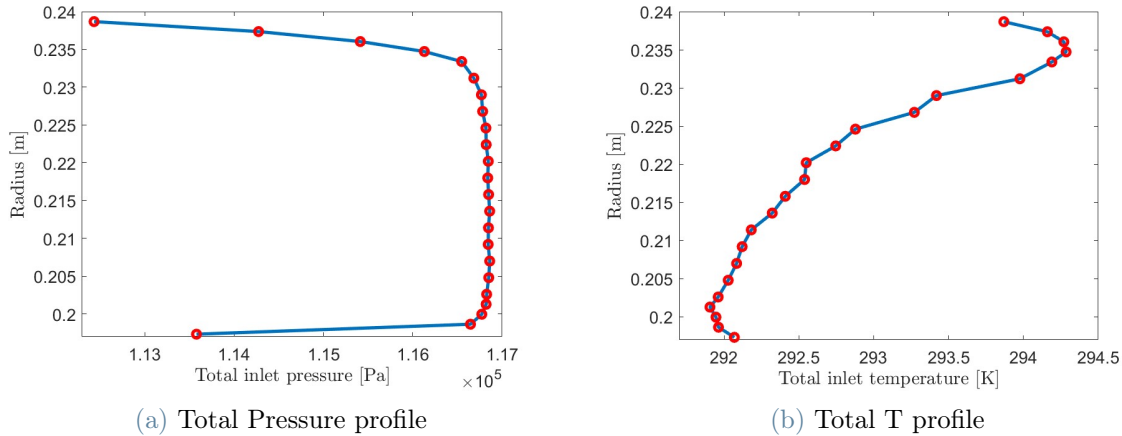 0.24
0.235
0.23
0.225
0.22
0.215
0.21
0.205
0.2
Radius [m]
1.13 1.14 1.15 1.16 1.17
Total inlet pressure [Pa]
×10⁵
(a) Total Pressure profile
0.24
0.235
0.23
0.225
0.22
0.215
0.21
0.205
0.2
Radius [m]
292 292.5 293 293.5 294 294.5
Total inlet temperature [K]
(b) Total T profile